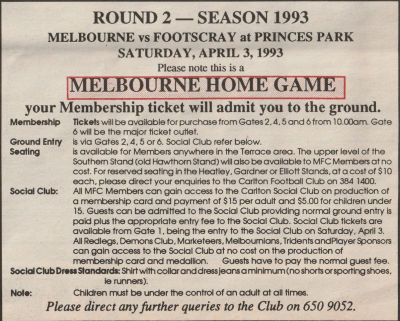 ROUND 2 — SEASON 1993
MELBOURNE vs FOOTSCRAY at PRINCES PARK
SATURDAY, APRIL 3, 1993
Please note this is a
MELBOURNE HOME GAME
your Membership ticket will admit you to the ground.
Membership Tickets will be available for purchase from Gates 2, 4, 5 and 6 from 10.00am. Gate
6 will be the major ticket outlet.
Ground Entry is via Gates 2, 4, 5 or 6. Social Club refer below.
Seating is available for Members anywhere in the Terrace area. The upper level of the
Southern Stand (old Hawthorn Stand) will also be available to MFC Members at no
cost. For reserved seating in the Heatley, Gardner or Elliott Stands, at a cost of $10
each, please direct your enquiries to the Carlton Football Club on 384 1400.
Social Club: All MFC Members can gain access to the Carlton Social Club on production of
a membership card and payment of $15 per adult and $5.00 for children under
15. Guests can be admitted to the Social Club providing normal ground entry is
paid plus the appropriate entry fee to the Social Club. Social Club tickets are
available from Gate 1, being the entry to the Social Club on Saturday, April 3.
All Redlegs, Demons Club, Marketeers, Melbournians, Tridents and Player Sponsors
can gain access to the Social Club at no cost on the production of
membership card and medallion. Guests have to pay the normal guest fee.
Social Club Dress Standards: Shirt with collar and dress jeans a minimum (no shorts or sporting shoes,
ie runners).
Note: Children must be under the control of an adult at all times.
Please direct any further queries to the Club on 650 9052.